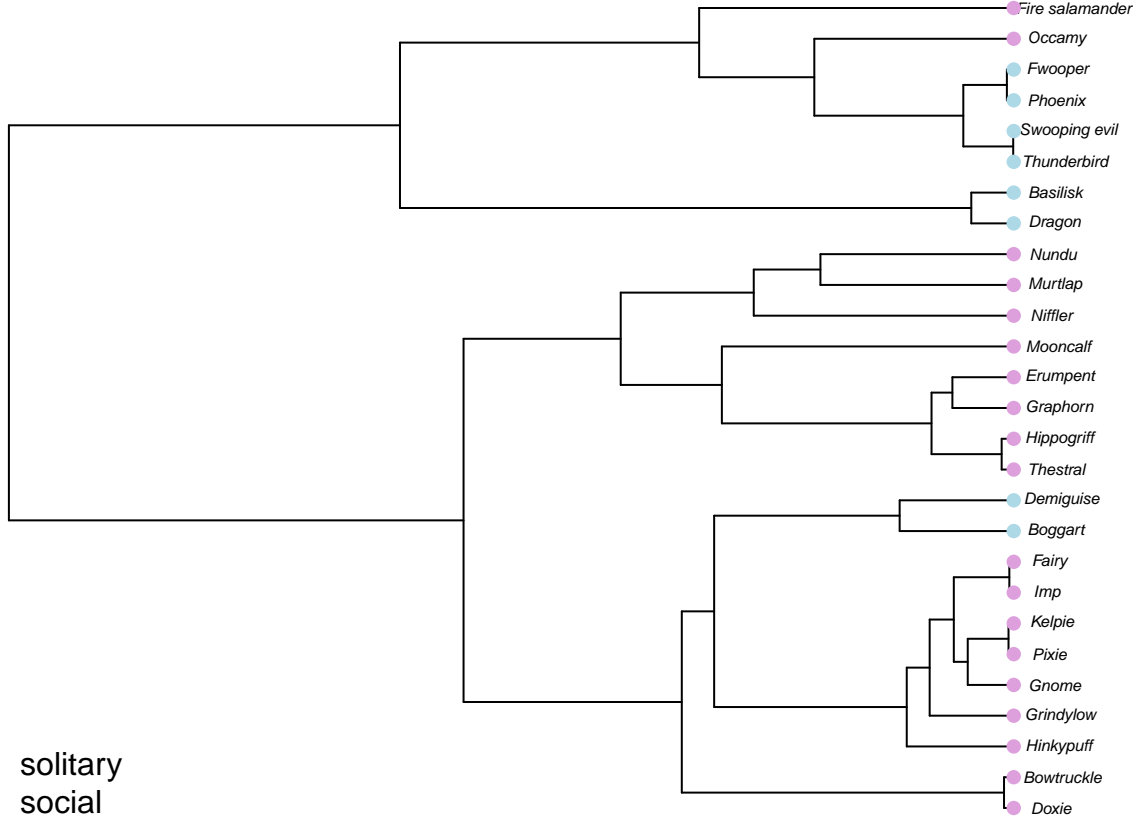 Fire salamander
Occamy
Fwooper
Phoenix
Swooping evil
Thunderbird
Basilisk
Dragon
Nundu
Murtlap
Niffler
Mooncalf
Erumpent
Graphorn
Hippogriff
Thestral
Demiguise
Boggart
Fairy
Imp
Kelpie
Pixie
Gnome
Grindylow
Hinkypuff
Bowtruckle
Doxie
solitary
social